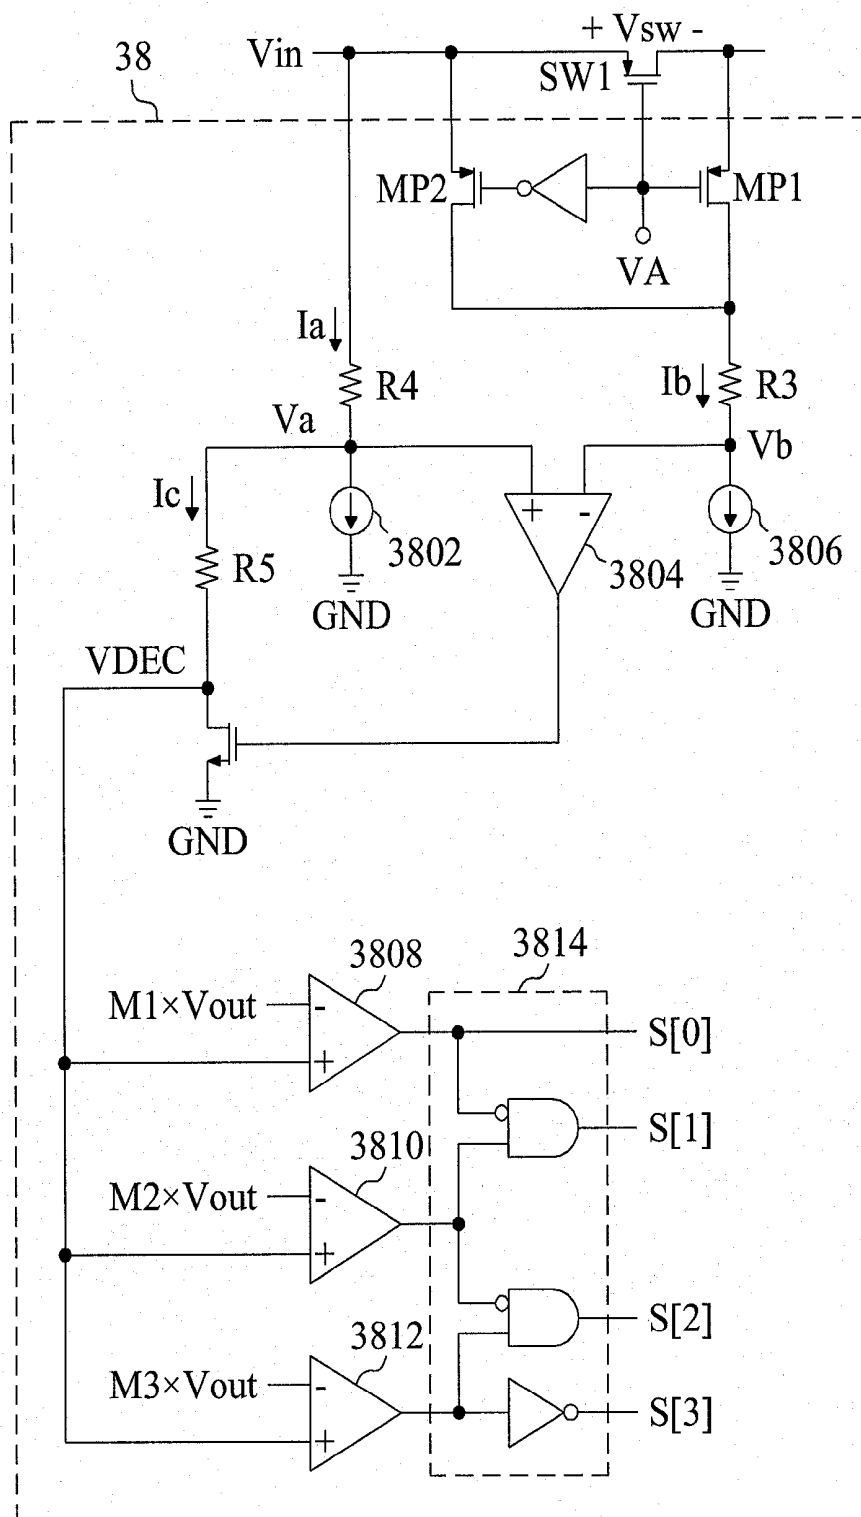 + Vsw -
Vin
38
SW1
MP2
MP1
VA
Ia
R4
Ib
R3
Va
Vb
Ic
+ -
R5
3802
3804
3806
GND
GND
VDEC
GND
3808
3814
M1×Vout
-
+
S[0]
S[1]
3810
M2×Vout
-
+
S[2]
3812
M3×Vout
-
+
S[3]